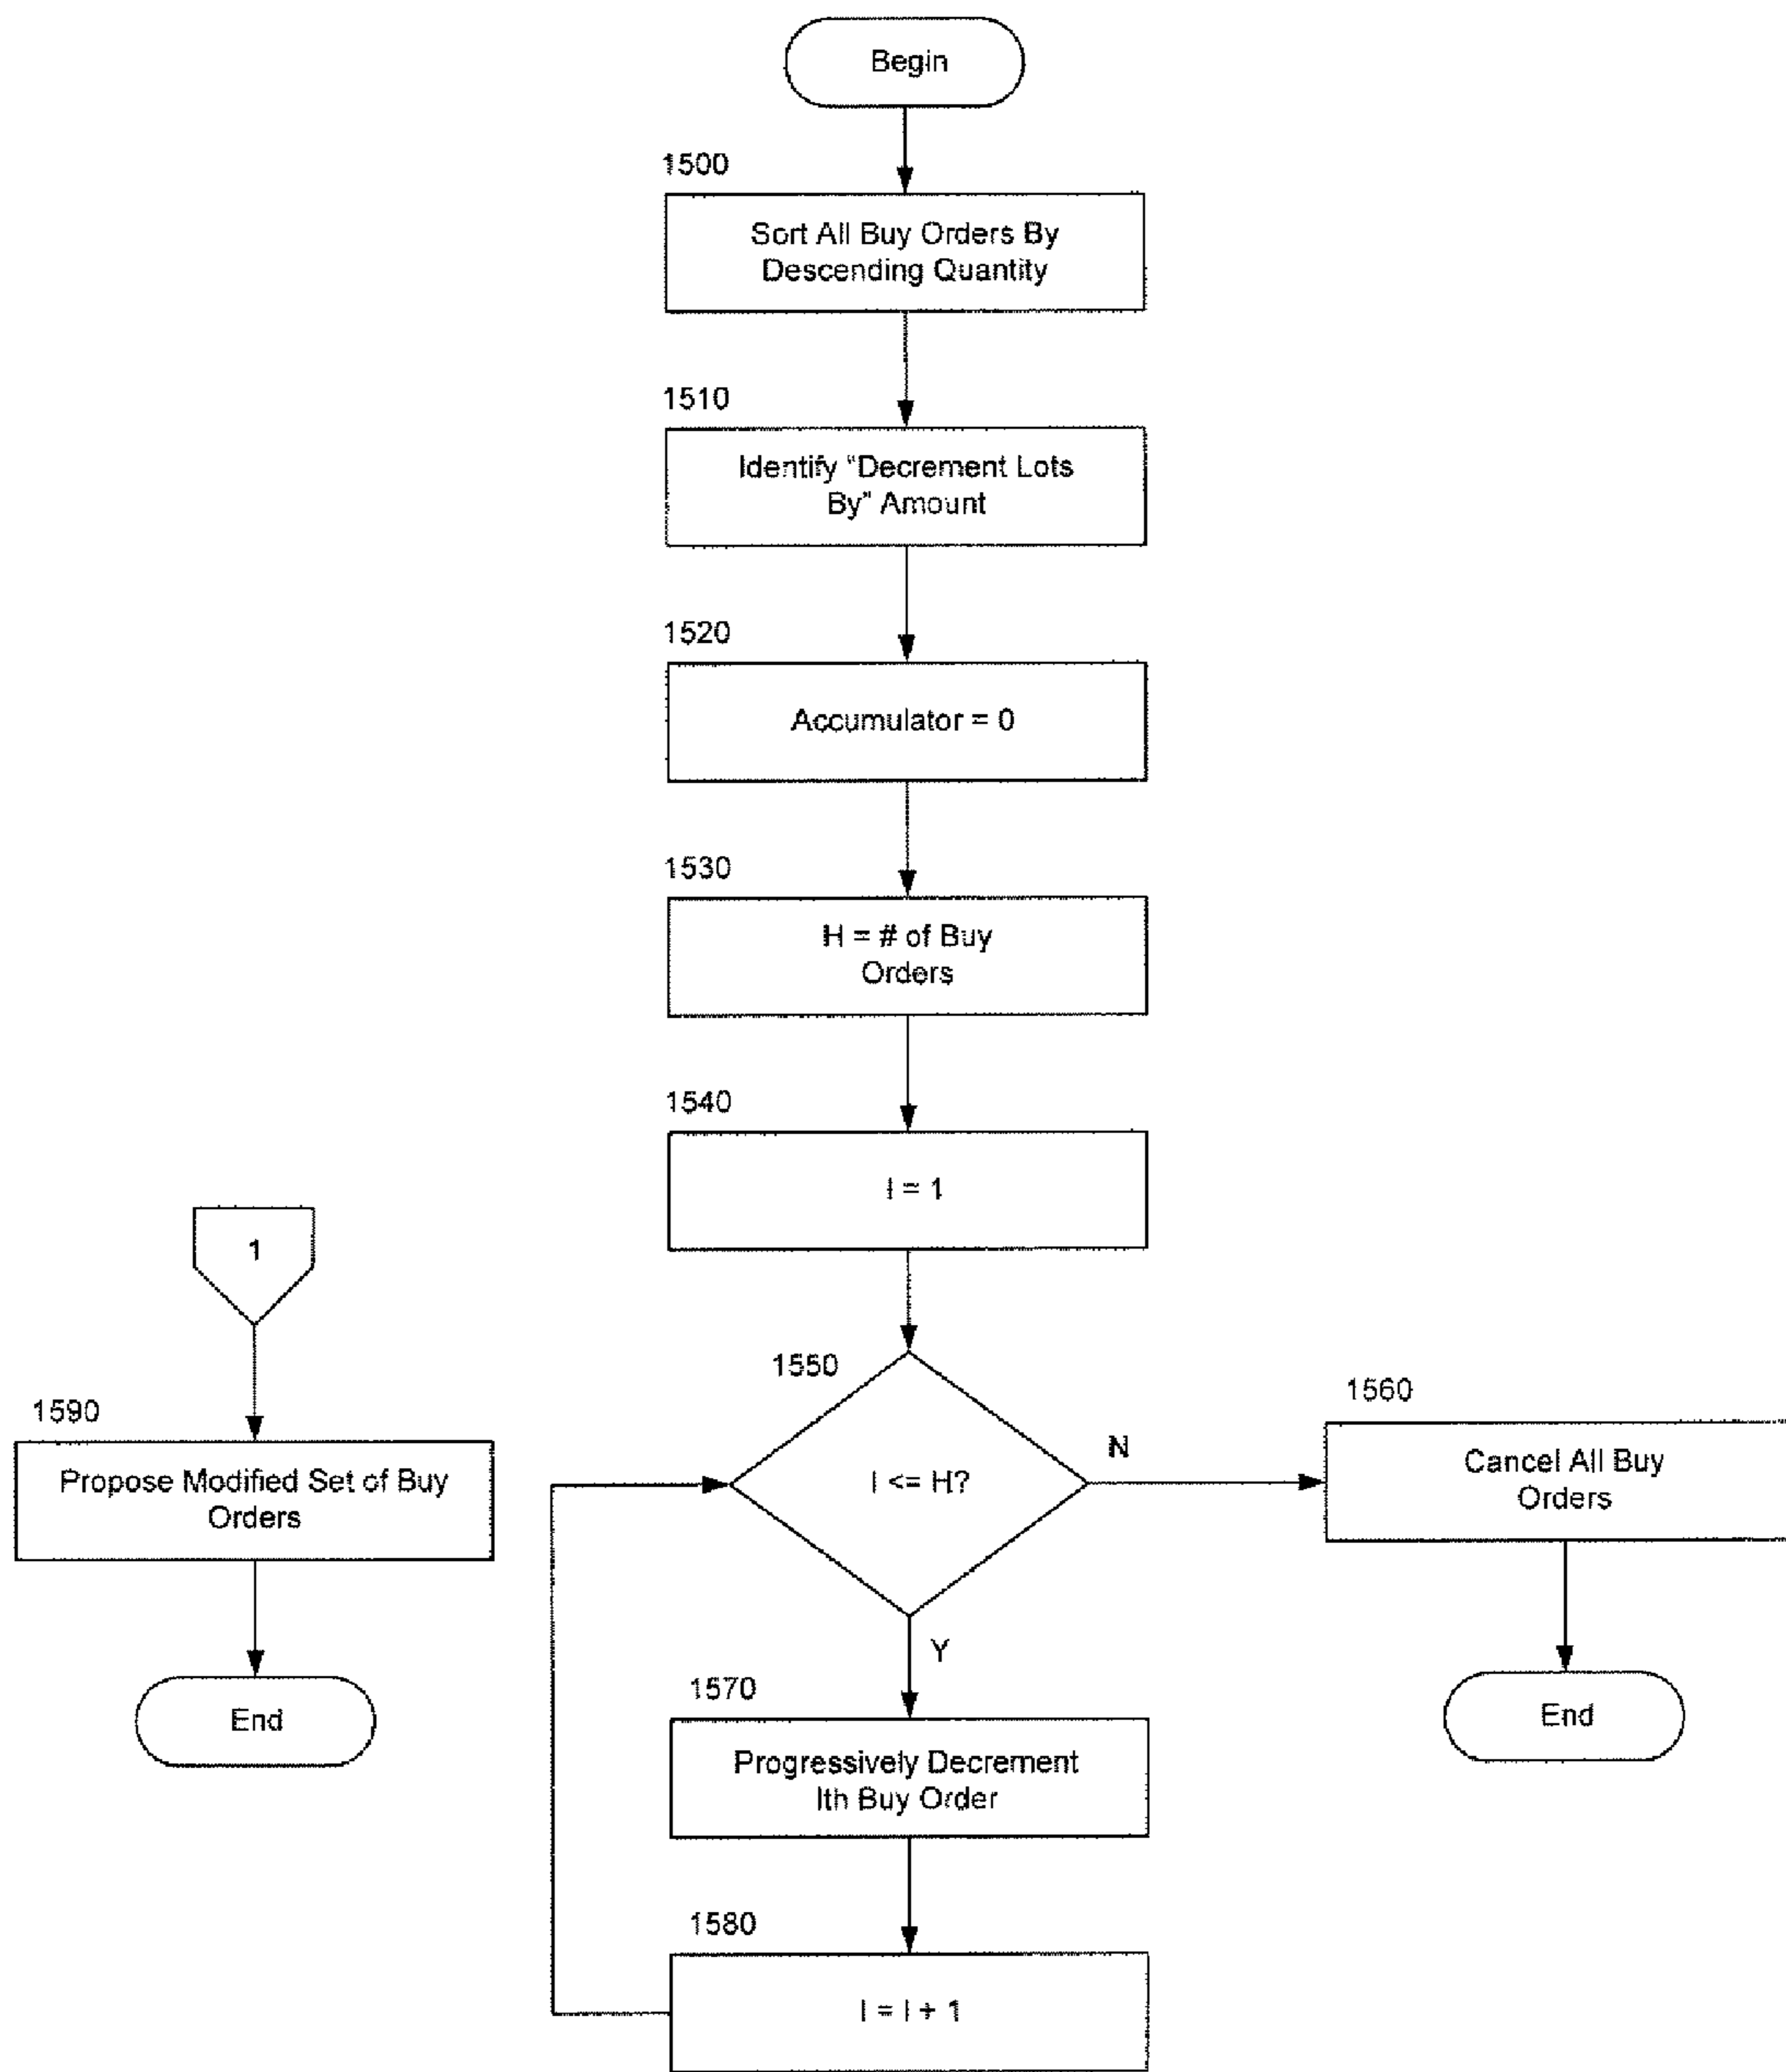 Begin
1500
Sort All Buy Orders By
Descending Quantity
1510
Identify "Decrement Lots
By" Amount
1520
Accumulator = 0
1530
H = # of Buy
Orders
1540
I = 1
1
1550
1560
1590
I <= H?
N
Cancel All Buy
Orders
Propose Modified Set of Buy
Orders
Y
1570
End
End
Progressively Decrement
Ith Buy Order
1580
I = I + 1